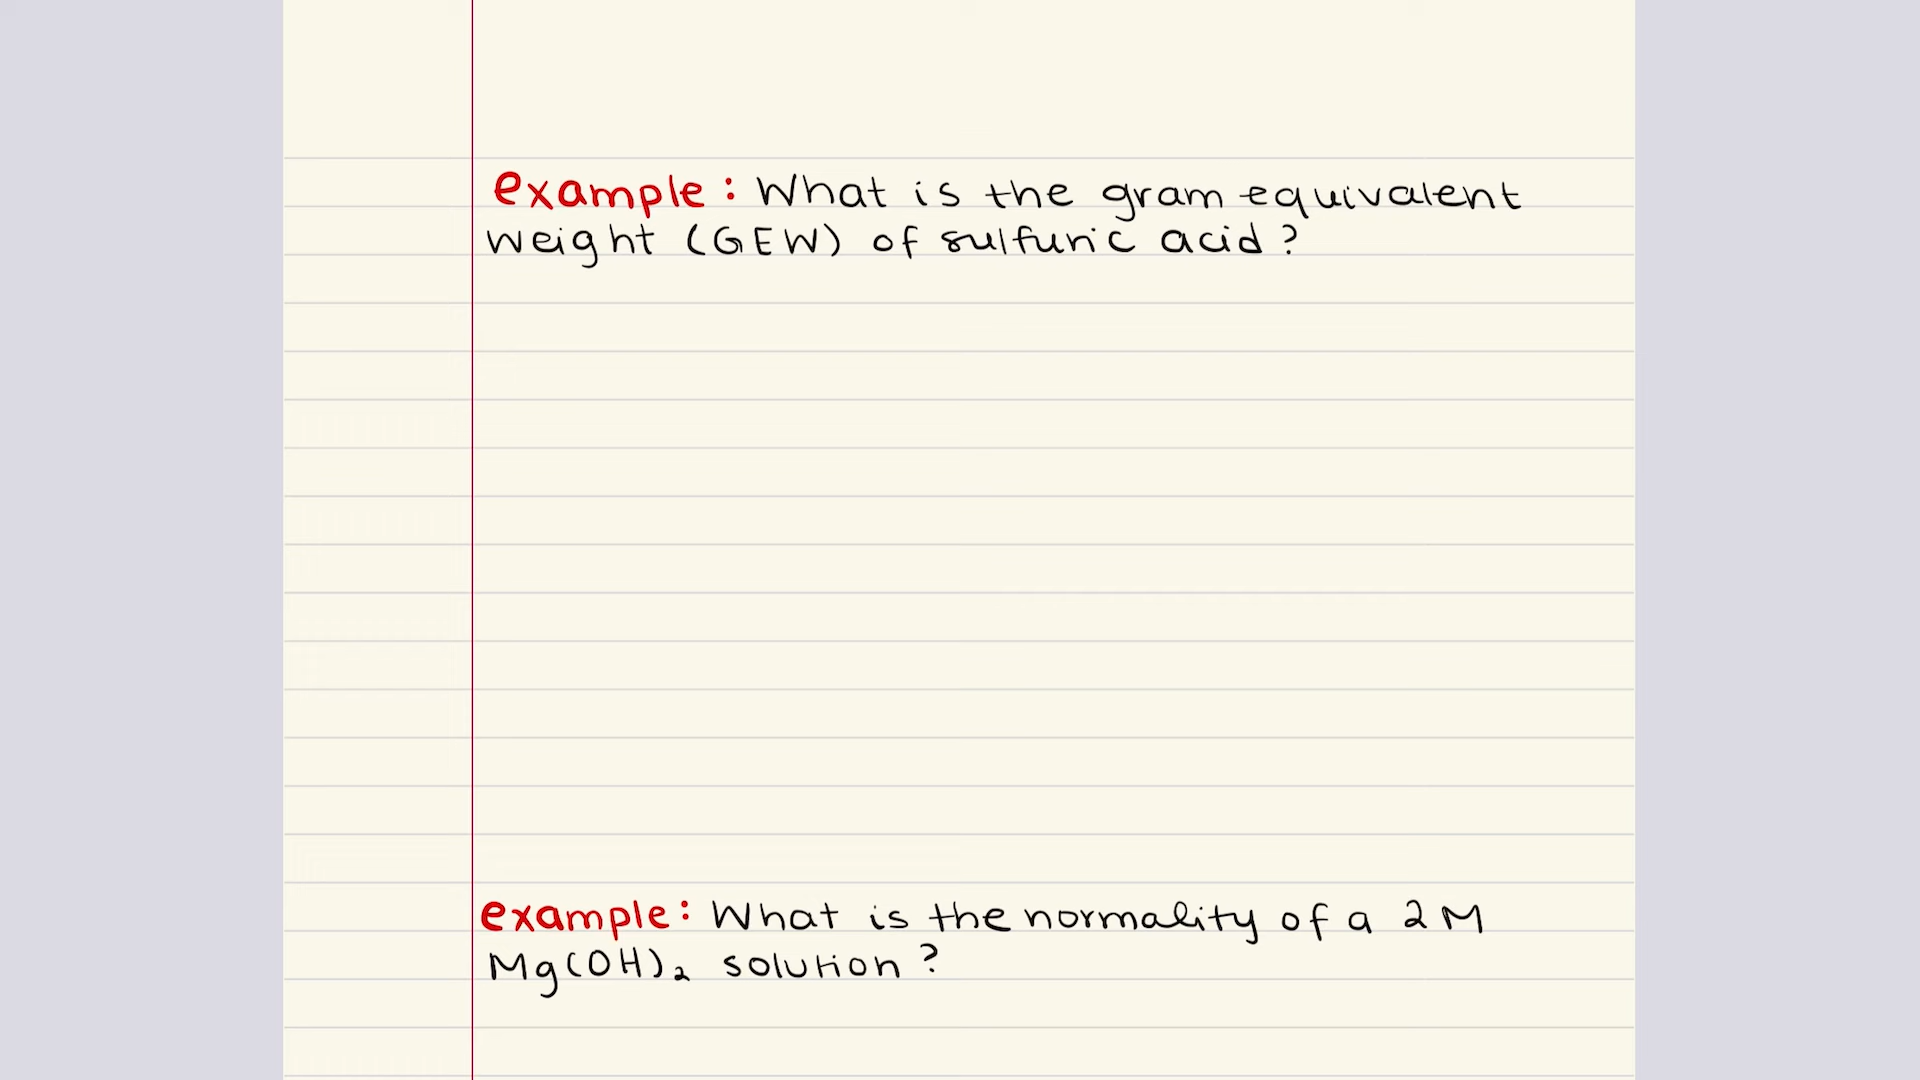 example: What is the gram equivalent
weight (GEW) of sulfuric acid?
example: What is the normality of a 2M
Mg(OH)₂ solution?